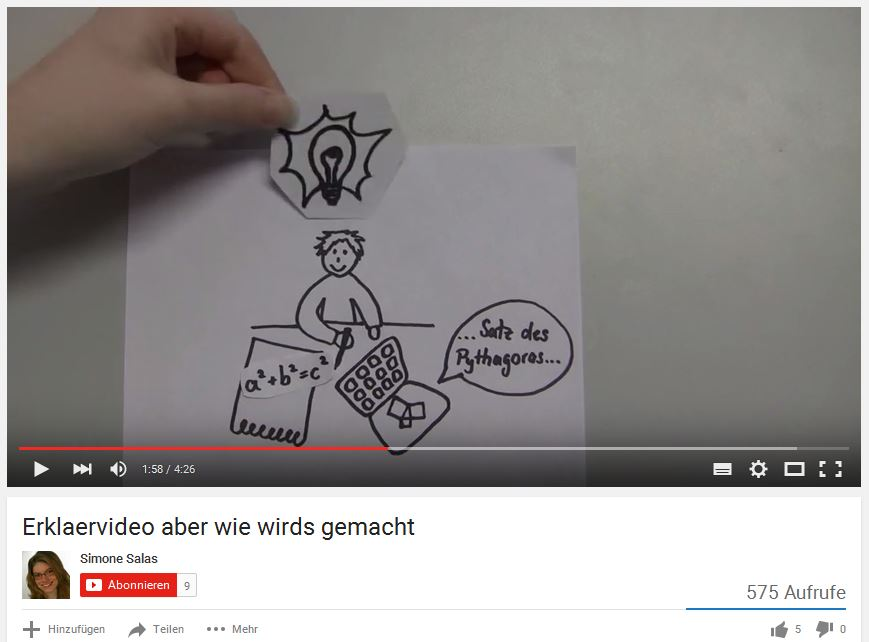 a²+b²=c²
...Satz des
Pythagoras...
1:58 / 4:26
Erklaervideo aber wie wirds gemacht
Simone Salas
Abonnieren 9
575 Aufrufe
Hinzufügen Teilen Mehr 5 0